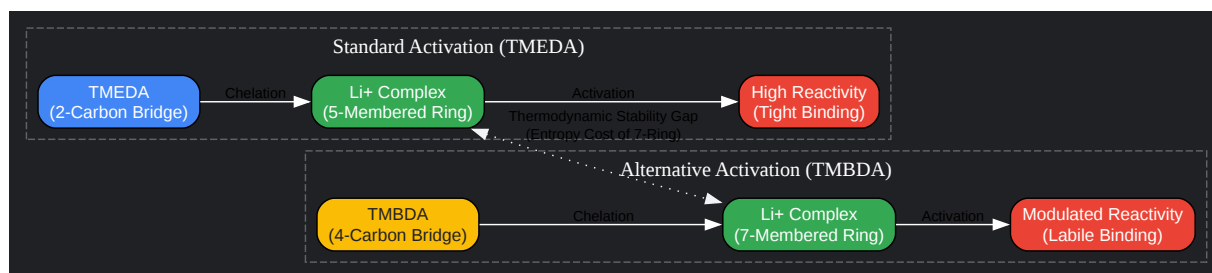 Standard Activation (TMEDA)
TMEDA
(2-Carbon Bridge)
Chelation
Li+ Complex
(5-Membered Ring)
Activation
High Reactivity
(Tight Binding)
Thermodynamic Stability Gap
(Entropy Cost of 7-Ring)
Alternative Activation (TMBDA)
TMBDA
(4-Carbon Bridge)
Chelation
Li+ Complex
(7-Membered Ring)
Activation
Modulated Reactivity
(Labile Binding)